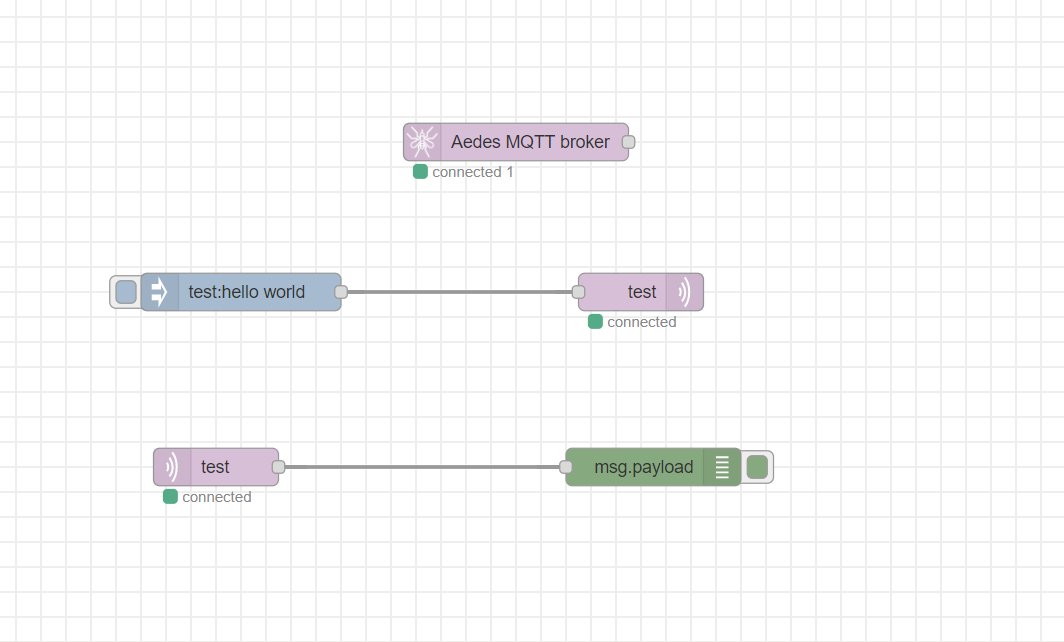 Aedes MQTT broker
connected 1
test:hello world
test
connected
test
msg.payload
connected